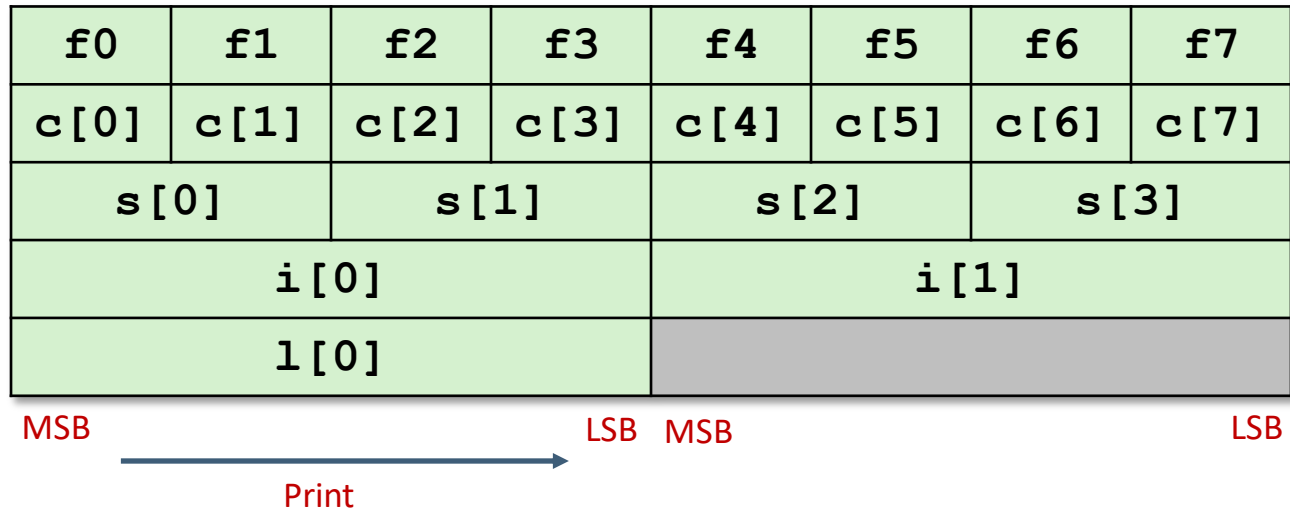 f0 f1 f2 f3 f4 f5 f6 f7
c[0] c[1] c[2] c[3] c[4] c[5] c[6] c[7]
s[0] s[1] s[2] s[3]
i[0] i[1]
l[0]
MSB LSB MSB LSB
Print